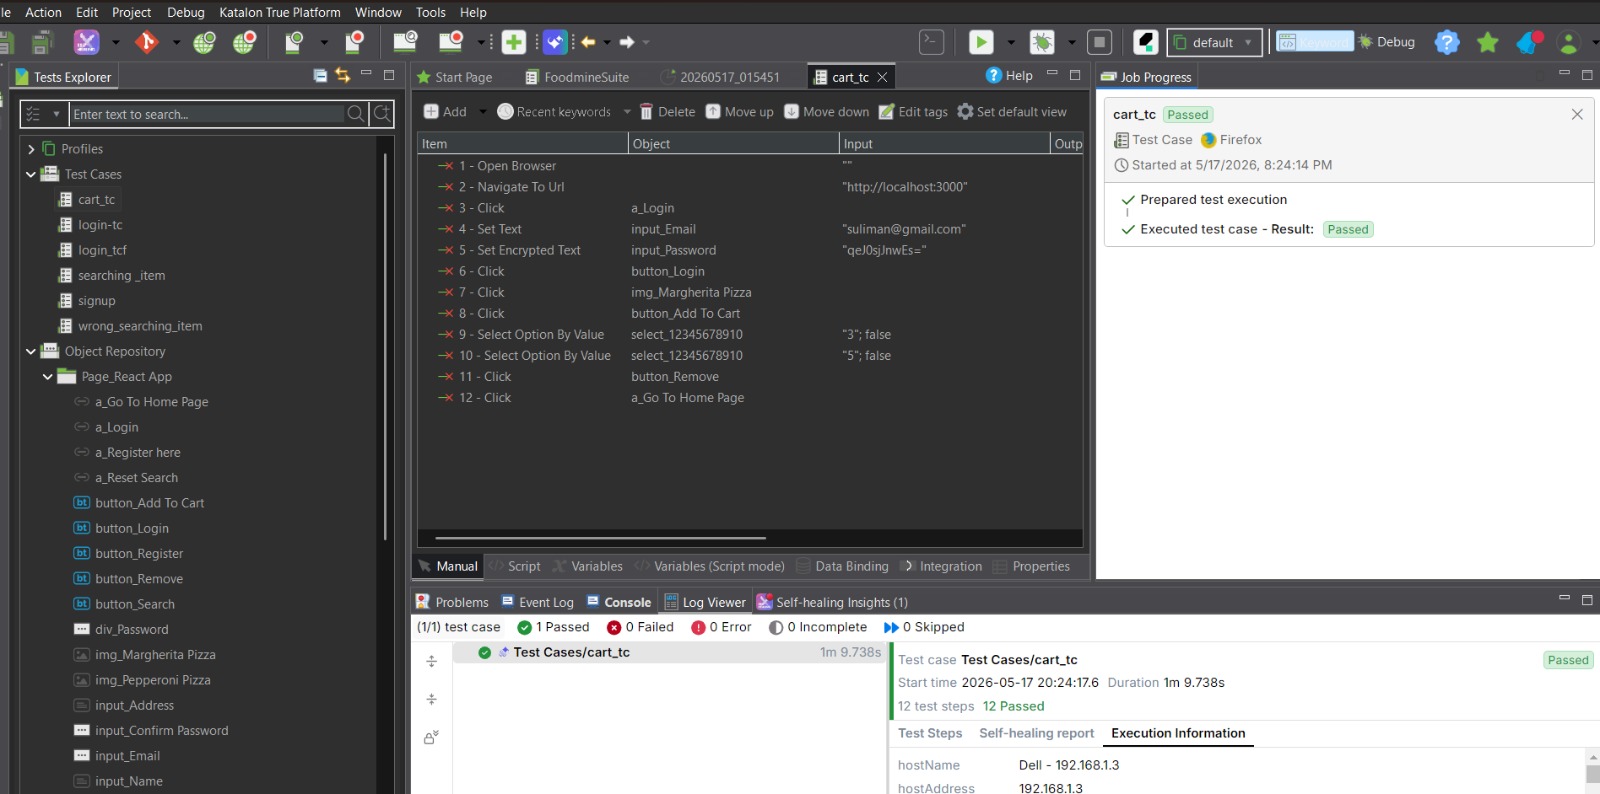 le Action Edit Project Debug Katalon True Platform Window Tools Help
default
Debug
Tests Explorer
Enter text to search...
Profiles
Test Cases
cart_tc
login-tc
login_tcf
searching _item
signup
wrong_searching_item
Object Repository
Page_React App
a_Go To Home Page
a_Login
a_Register here
a_Reset Search
bt button_Add To Cart
bt button_Login
bt button_Register
bt button_Remove
bt button_Search
div_Password
img_Margherita Pizza
img_Pepperoni Pizza
input_Address
input_Confirm Password
input_Email
input_Name
Start Page FoodmineSuite 20260517_015451 cart_tc Help
Add Recent keywords Delete Move up Move down Edit tags Set default view
Item Object Input Outp
1 - Open Browser ""
2 - Navigate To Url "http://localhost:3000"
3 - Click a_Login
4 - Set Text input_Email "suliman@gmail.com"
5 - Set Encrypted Text input_Password "qeJ0sjJnwEs="
6 - Click button_Login
7 - Click img_Margherita Pizza
8 - Click button_Add To Cart
9 - Select Option By Value select_12345678910 "3"; false
10 - Select Option By Value select_12345678910 "5"; false
11 - Click button_Remove
12 - Click a_Go To Home Page
Manual Script Variables Variables (Script mode) Data Binding Integration Properties
Job Progress
cart_tc Passed
Test Case Firefox
Started at 5/17/2026, 8:24:14 PM
Prepared test execution
Executed test case - Result: Passed
Problems Event Log Console Log Viewer Self-healing Insights (1)
(1/1) test case 1 Passed 0 Failed 0 Error 0 Incomplete 0 Skipped
Test Cases/cart_tc 1m 9.738s
Test case Test Cases/cart_tc Passed
Start time 2026-05-17 20:24:17.6 Duration 1m 9.738s
12 test steps 12 Passed
Test Steps Self-healing report Execution Information
hostName Dell - 192.168.1.3
hostAddress 192.168.1.3